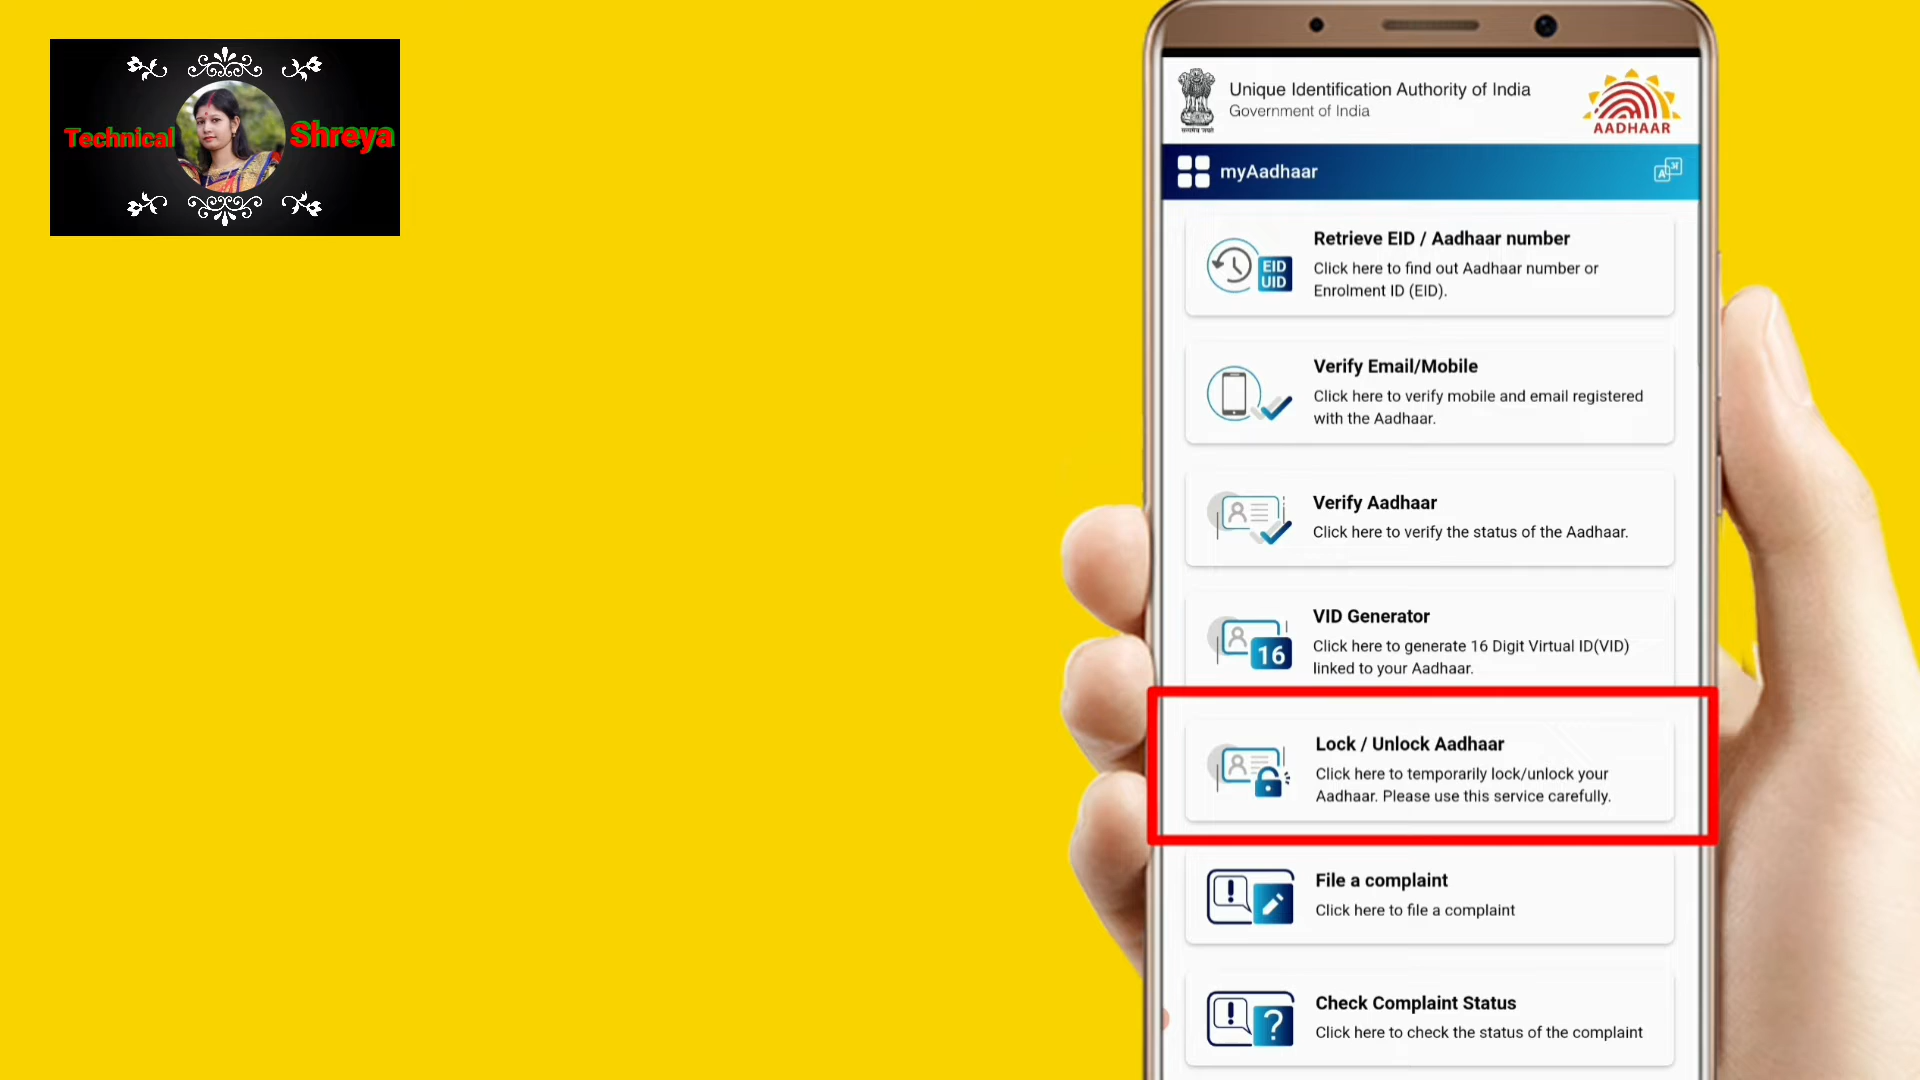 Technical Shreya
Unique Identification Authority of India
Government of India
AADHAAR
myAadhaar
Retrieve EID / Aadhaar number
EID
UID
Click here to find out Aadhaar number or
Enrolment ID (EID).
Verify Email/Mobile
Click here to verify mobile and email registered
with the Aadhaar.
Verify Aadhaar
Click here to verify the status of the Aadhaar.
VID Generator
16
Click here to generate 16 Digit Virtual ID(VID)
linked to your Aadhaar.
Lock / Unlock Aadhaar
Click here to temporarily lock/unlock your
Aadhaar. Please use this service carefully.
File a complaint
Click here to file a complaint
Check Complaint Status
Click here to check the status of the complaint